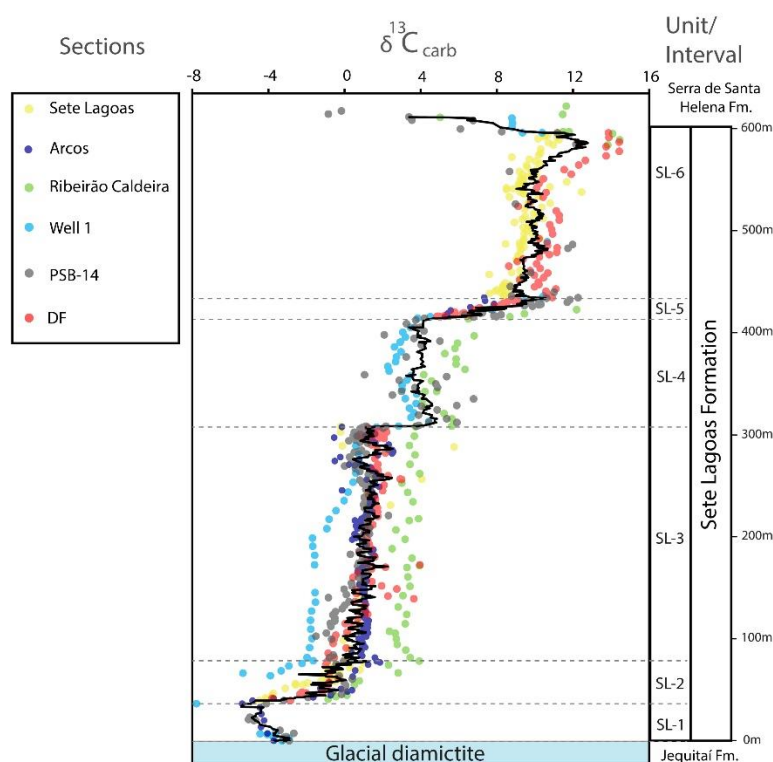 Sections
δ¹³C carb
Unit/
Interval
-8 -4 0 4 8 12 16
Serra de Santa
Helena Fm.
Sete Lagoas
Arcos
Ribeirão Caldeira
Well 1
PSB-14
DF
600m
SL-6
500m
SL-5
400m
SL-4
300m
Sete Lagoas Formation
SL-3
200m
100m
SL-2
SL-1
0m
Glacial diamictite
Jequitaí Fm.